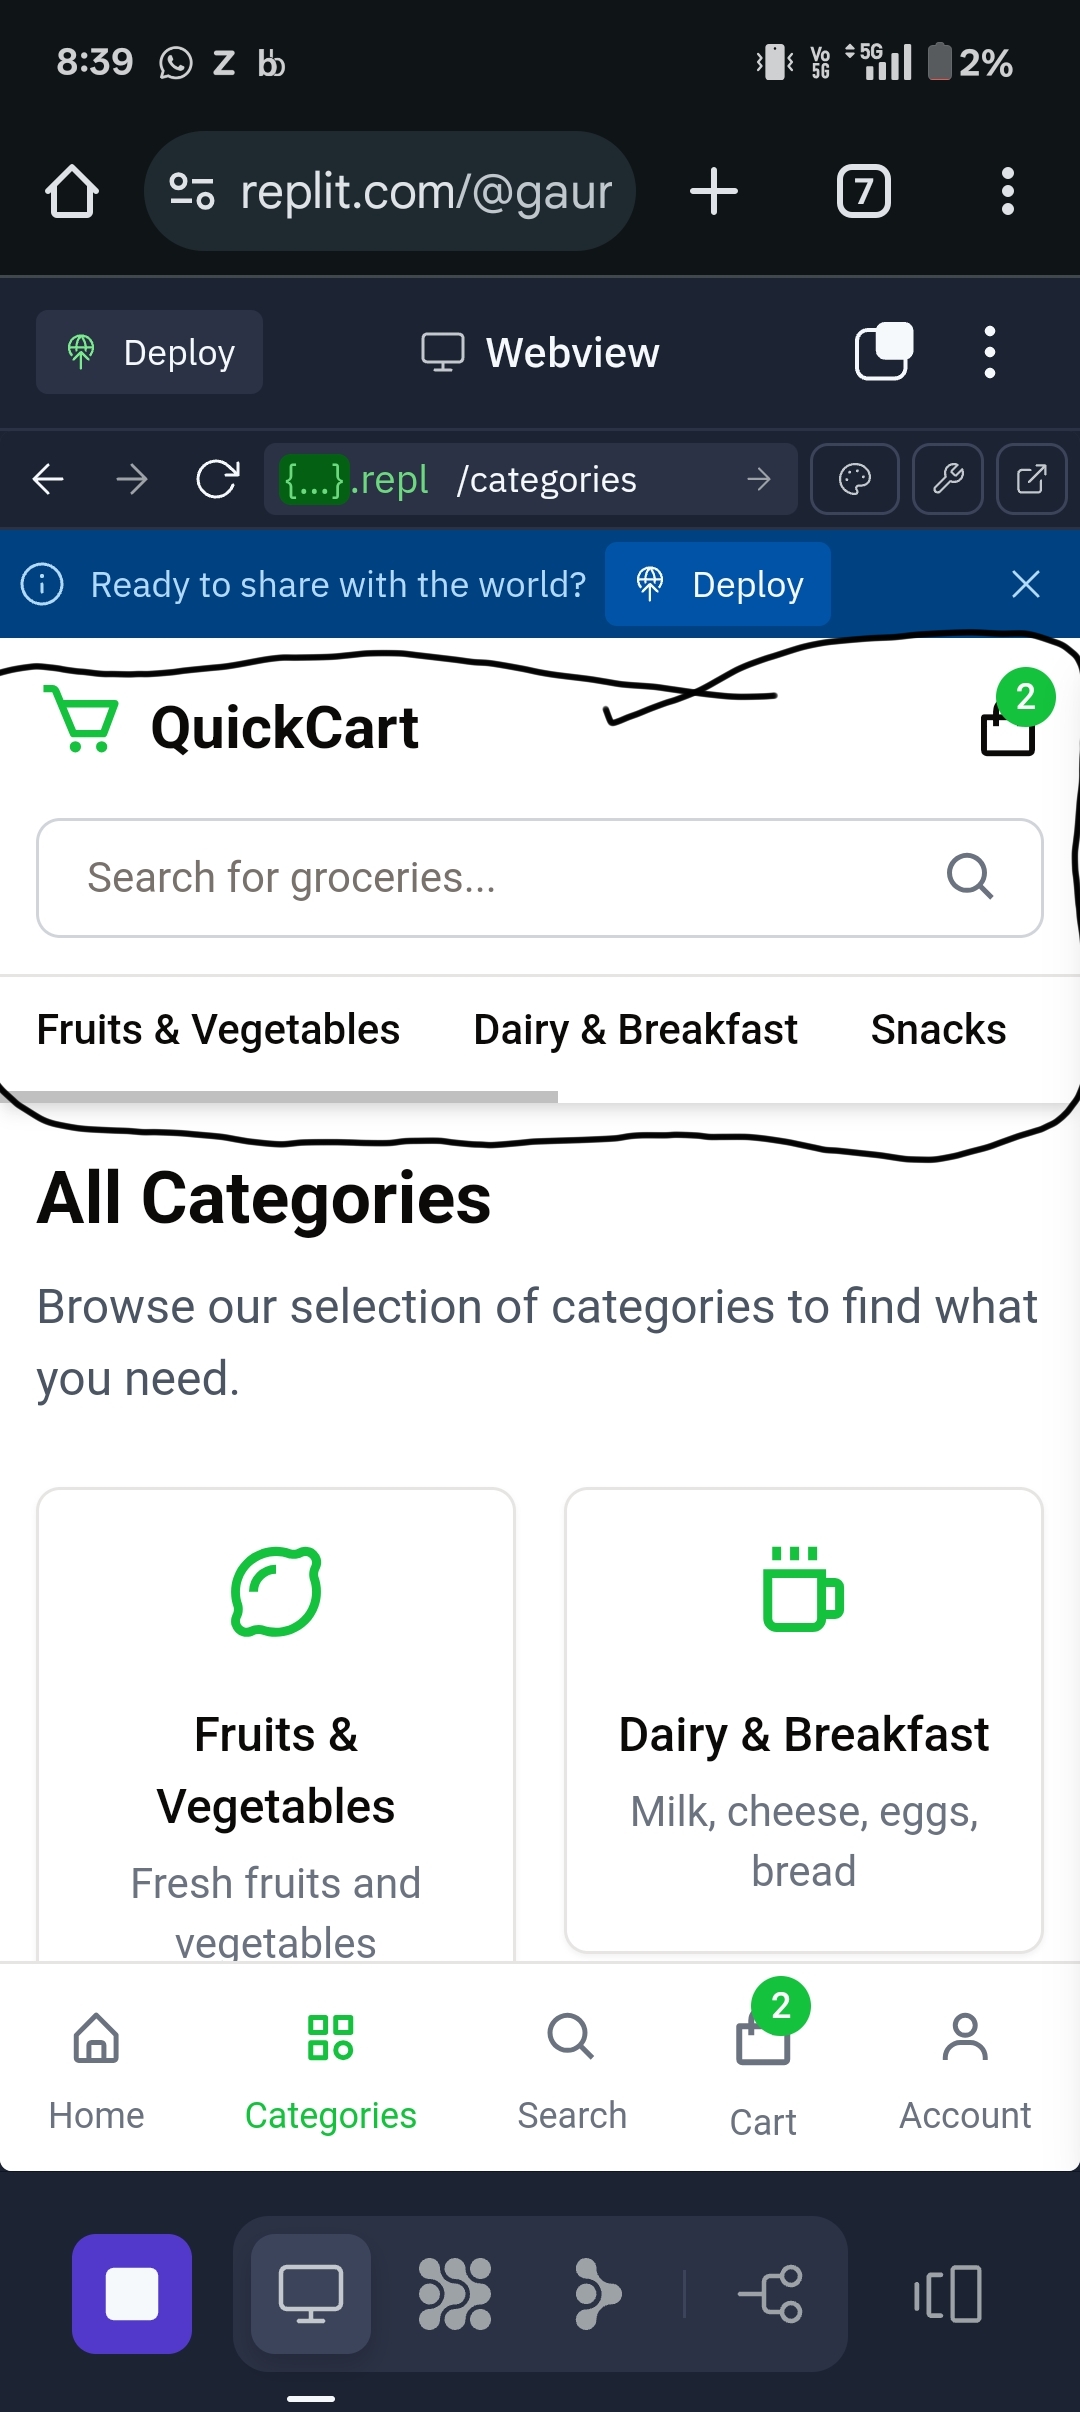 8:39 Z Vo 5G 5G 2%
replit.com/@gaur 7
Deploy Webview
{...}.repl /categories
Ready to share with the world? Deploy
QuickCart 2
Search for groceries...
Fruits & Vegetables Dairy & Breakfast Snacks
All Categories
Browse our selection of categories to find what
you need.
Fruits &
Vegetables
Fresh fruits and
vegetables
Dairy & Breakfast
Milk, cheese, eggs,
bread
2
Home Categories Search Cart Account